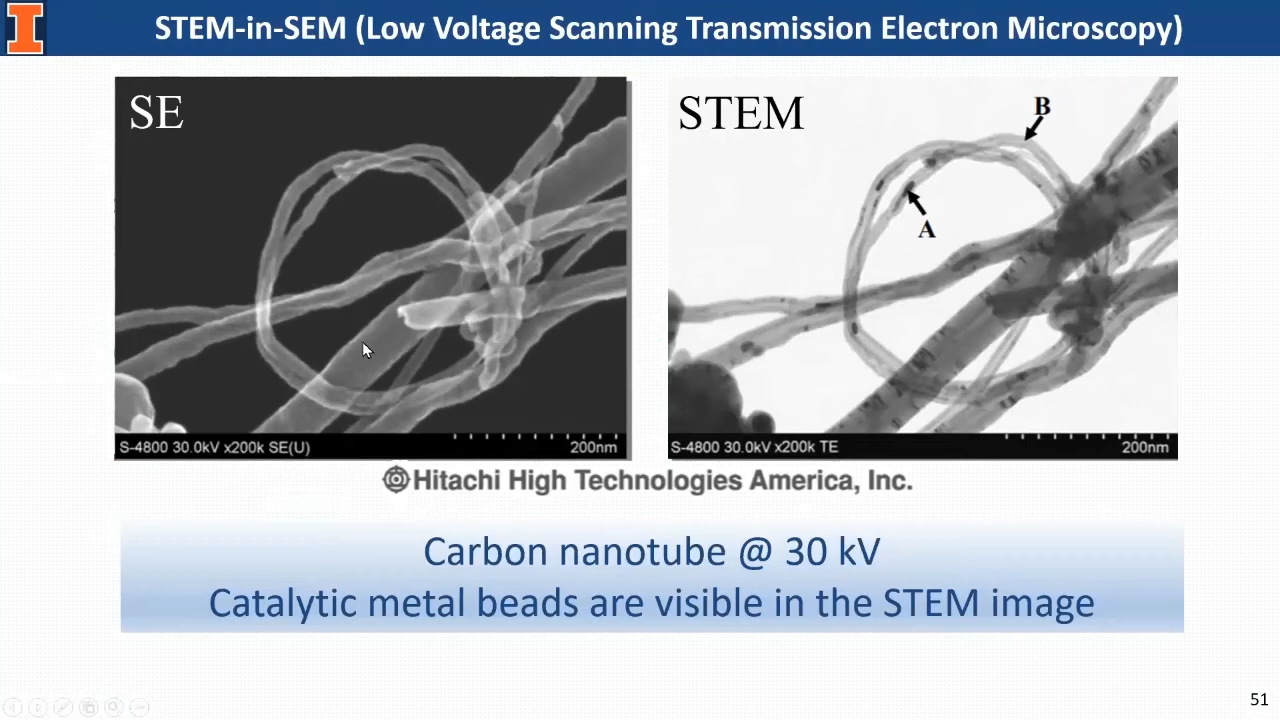 STEM-in-SEM (Low Voltage Scanning Transmission Electron Microscopy)
SE
S-4800 30.0kV x200k SE(U) 200nm
STEM
B
A
S-4800 30.0kV x200k TE 200nm
Hitachi High Technologies America, Inc.
Carbon nanotube @ 30 kV
Catalytic metal beads are visible in the STEM image
51